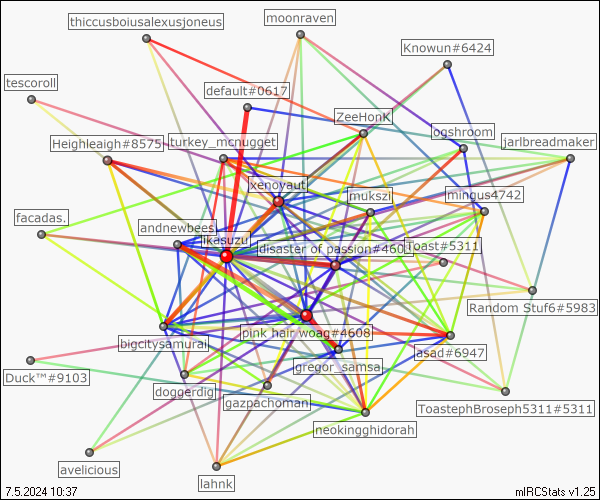 thiccusboiusalexusjoneus
moonraven
Knowun#6424
tescoroll
default#0617
ZeeHonK
ogshroom
Heighleaigh#8575
turkey_mcnugget
jarlbreadmaker
xenoyaut
mukszi
mingus4742
facadas.
andnewbees
likasuzu
disaster of passion#460
Toast#5311
Random Stuf6#5983
bigcitysamurai
pink hair woag#4608
asad#6947
gregor_samsa
Duck™#9103
doggerdig
gazpachoman
ToastephBroseph5311#5311
neokingghidorah
avelicious
lahnk
7.5.2024 10:37
mIRCStats v1.25